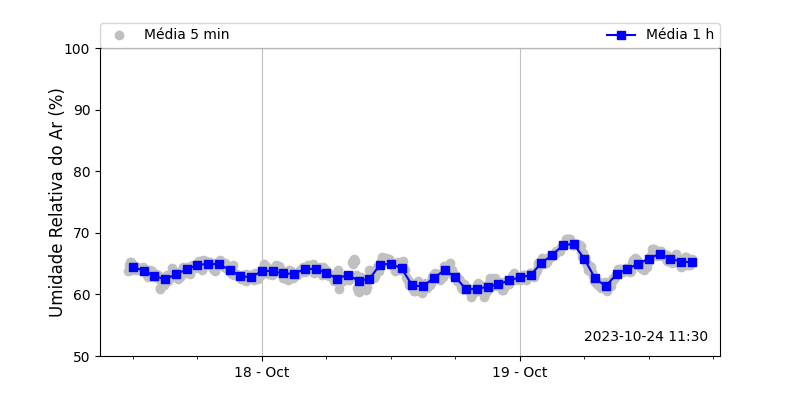 Média 5 min
Média 1 h
Umidade Relativa do Ar (%)
100
90
80
70
60
50
2023-10-24 11:30
18 - Oct
19 - Oct